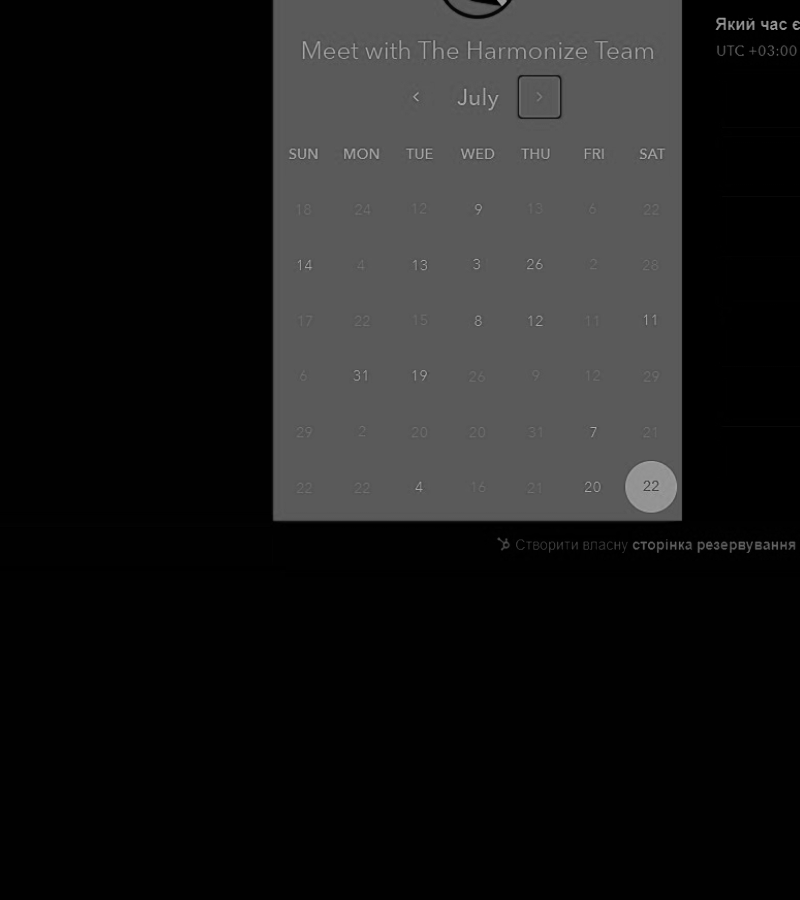 Який час є
Meet with The Harmonize Team
UTC +03:00
July
SUN MON TUE WED THU FRI SAT
18 24 12 9 13 6 22
14 4 13 3 26 2 28
17 22 15 8 12 11 11
6 31 19 26 9 12 29
29 2 20 20 31 7 21
22 22 4 16 21 20 22
Створити власну сторінка резервування